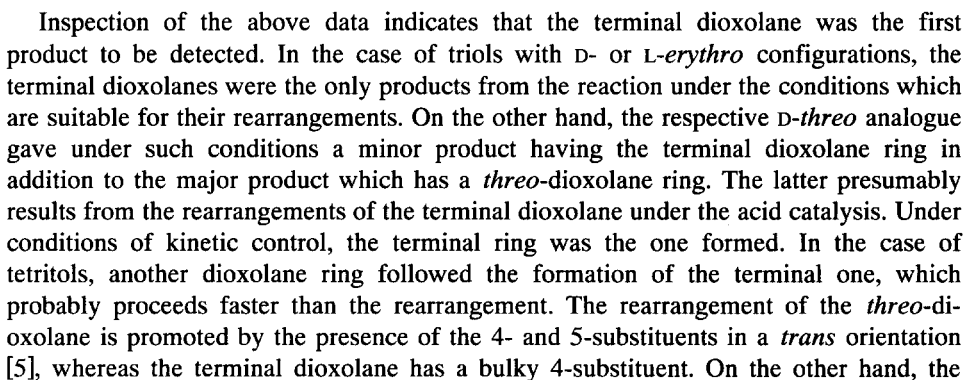 Inspection of the above data indicates that the terminal dioxolane was the first
product to be detected. In the case of triols with D- or L-erythro configurations, the
terminal dioxolanes were the only products from the reaction under the conditions which
are suitable for their rearrangements. On the other hand, the respective D-threo analogue
gave under such conditions a minor product having the terminal dioxolane ring in
addition to the major product which has a threo-dioxolane ring. The latter presumably
results from the rearrangements of the terminal dioxolane under the acid catalysis. Under
conditions of kinetic control, the terminal ring was the one formed. In the case of
tetritols, another dioxolane ring followed the formation of the terminal one, which
probably proceeds faster than the rearrangement. The rearrangement of the threo-di-
oxolane is promoted by the presence of the 4- and 5-substituents in a trans orientation
[5], whereas the terminal dioxolane has a bulky 4-substituent. On the other hand, the